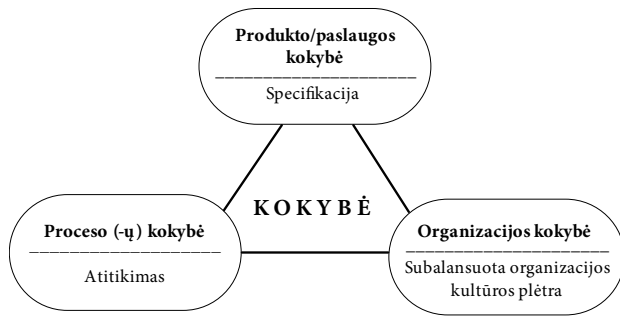 Produkto/paslaugos
kokybė
Specifikacija
KOKYBĖ
Proceso (-ų) kokybė
Atitikimas
Organizacijos kokybė
Subalansuota organizacijos
kultūros plėtra